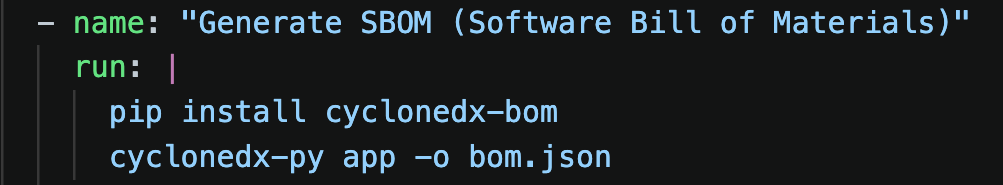 - name: "Generate SBOM (Software Bill of Materials)"
run: |
pip install cyclonedx-bom
cyclonedx-py app -o bom.json